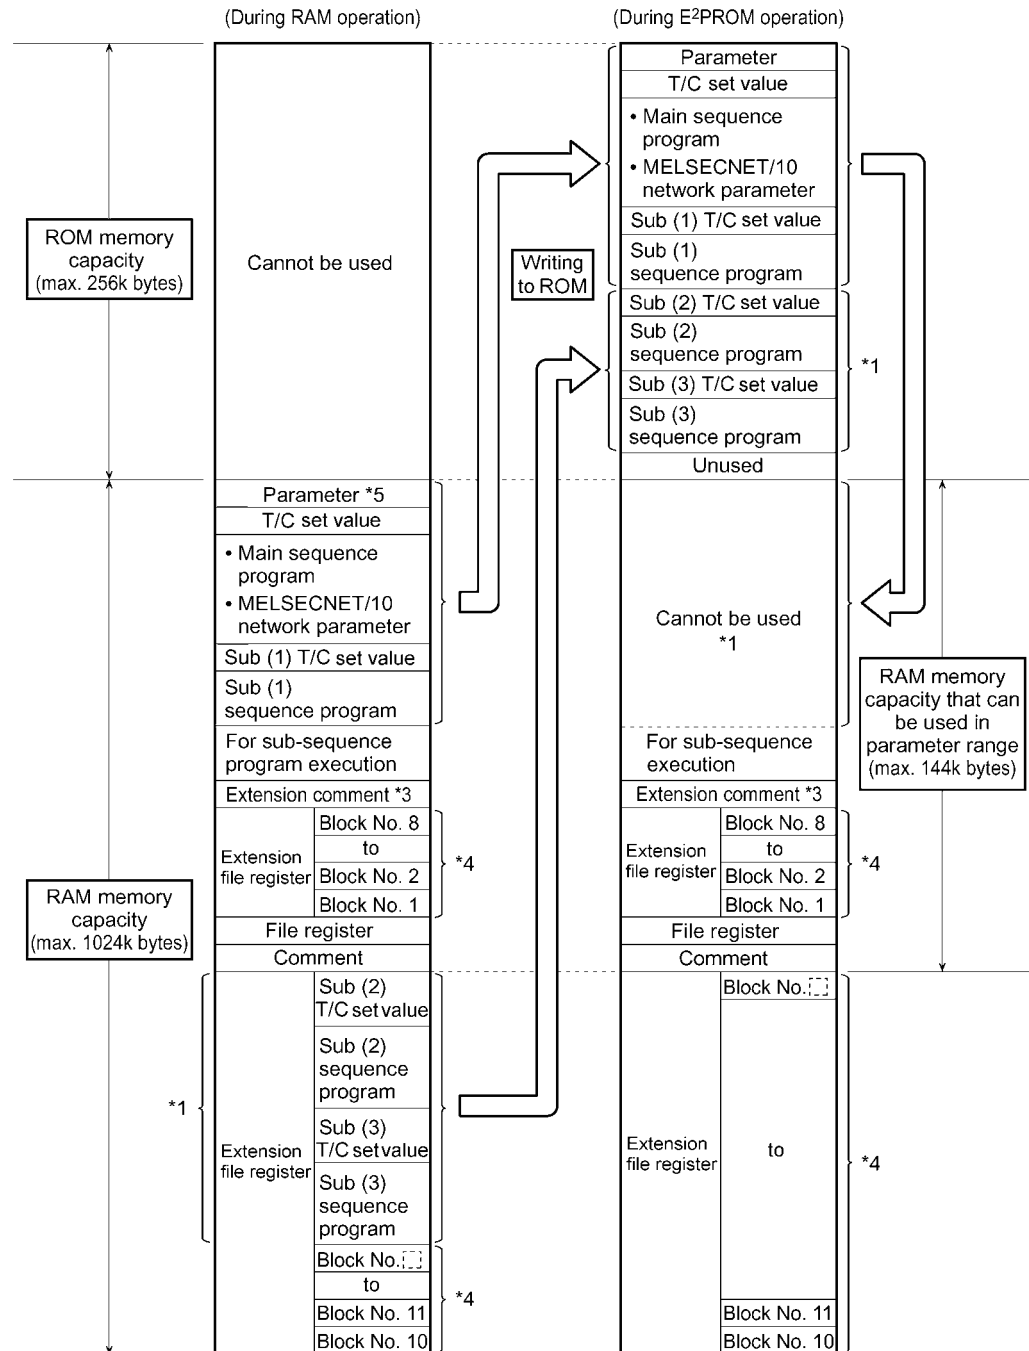 (During RAM operation)
(During E²PROM operation)
ROM memory
capacity
(max. 256k bytes)
Cannot be used
Writing
to ROM
Parameter
T/C set value
• Main sequence
program
• MELSECNET/10
network parameter
Sub (1) T/C set value
Sub (1)
sequence program
Sub (2) T/C set value
Sub (2)
sequence program
Sub (3) T/C set value
Sub (3)
sequence program
*1
Unused
RAM memory
capacity
(max. 1024k bytes)
Parameter *5
T/C set value
• Main sequence
program
• MELSECNET/10
network parameter
Sub (1) T/C set value
Sub (1)
sequence program
For sub-sequence
program execution
Extension comment *3
Extension
file register
Block No. 8
to
Block No. 2
Block No. 1
*4
File register
Comment
*1
Extension
file register
Sub (2)
T/C set value
Sub (2)
sequence
program
Sub (3)
T/C set value
Sub (3)
sequence
program
Block No.
to
Block No. 11
Block No. 10
*4
Cannot be used
*1
For sub-sequence
execution
Extension comment *3
Extension
file register
Block No. 8
to
Block No. 2
Block No. 1
*4
File register
Comment
RAM memory
capacity that can
be used in
parameter range
(max. 144k bytes)
Extension
file register
Block No.
to
Block No. 11
Block No. 10
*4